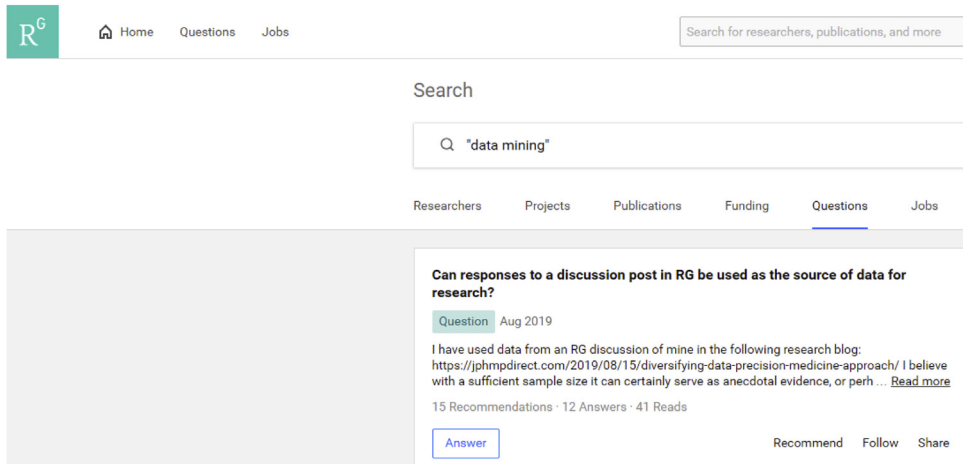 RG
Home Questions Jobs
Search for researchers, publications, and more
Search
"data mining"
Researchers Projects Publications Funding Questions Jobs
Can responses to a discussion post in RG be used as the source of data for
research?
Question Aug 2019
I have used data from an RG discussion of mine in the following research blog:
https://jphmpdirect.com/2019/08/15/diversifying-data-precision-medicine-approach/ I believe
with a sufficient sample size it can certainly serve as anecdotal evidence, or perh ... Read more
15 Recommendations · 12 Answers · 41 Reads
Answer Recommend Follow Share